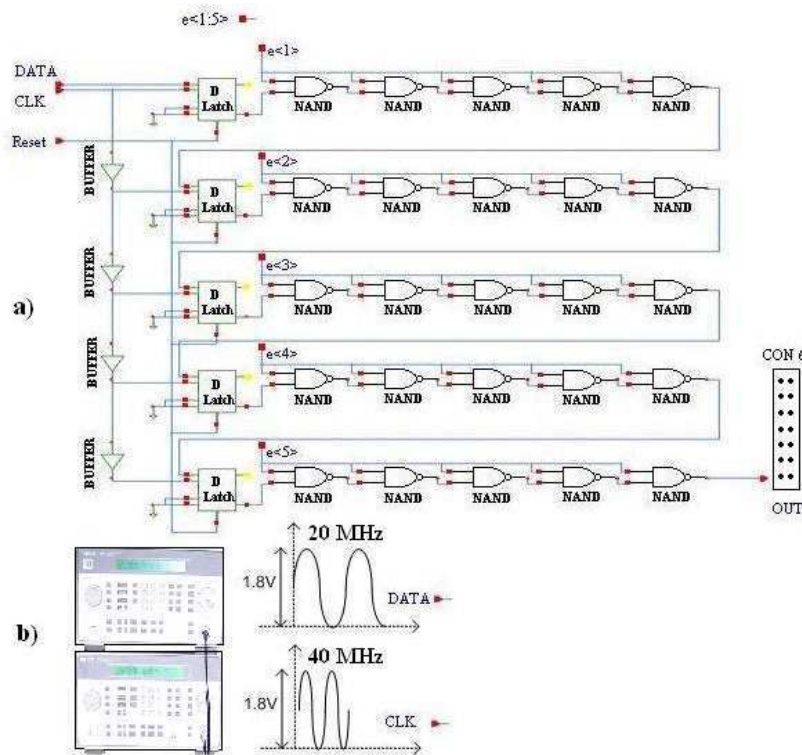 e<1:5>
e<1>
DATA
CLK
D
Latch
NAND NAND NAND NAND NAND
Reset
BUFFER
e<2>
D
Latch
NAND NAND NAND NAND NAND
BUFFER
e<3>
D
Latch
NAND NAND NAND NAND NAND
a)
BUFFER
e<4>
D
Latch
NAND NAND NAND NAND NAND
CON 6
BUFFER
e<5>
D
Latch
NAND NAND NAND NAND NAND
OUT
b)
20 MHz
1.8V
DATA
40 MHz
1.8V
CLK